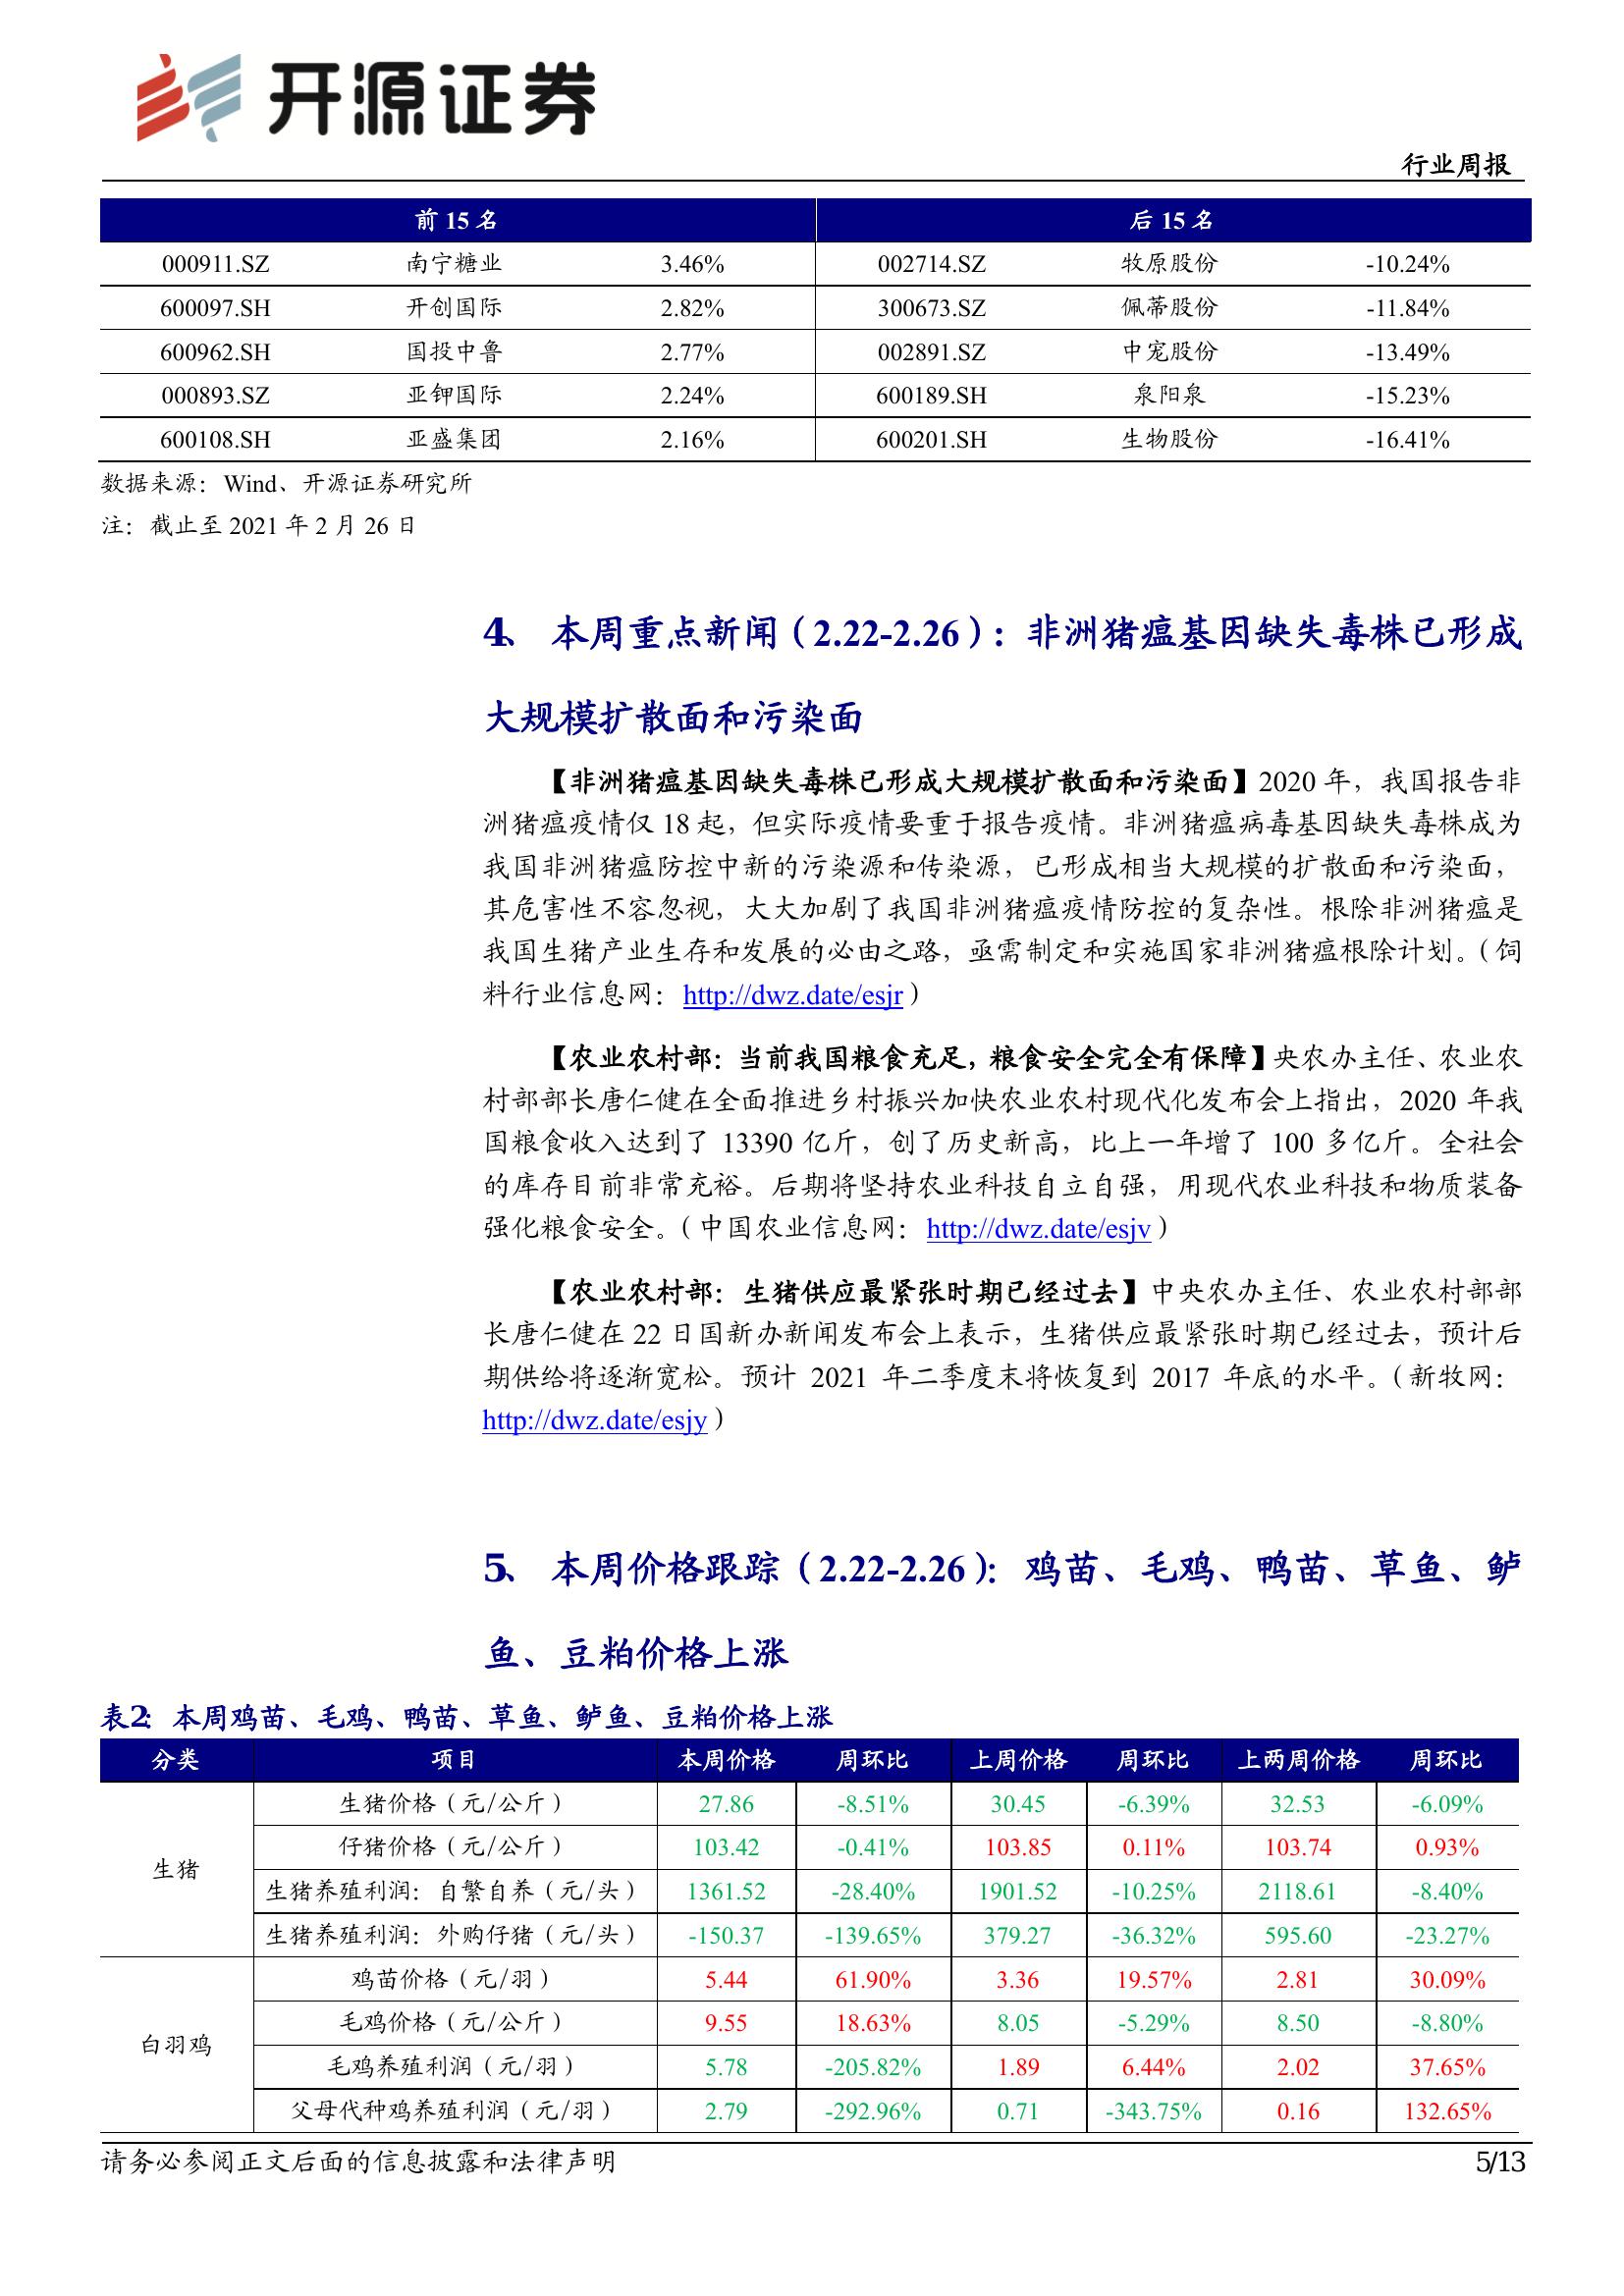 开源证券
行业周报
前 15 名 后 15 名
000911.SZ 南宁糖业 3.46% 002714.SZ 牧原股份 -10.24%
600097.SH 开创国际 2.82% 300673.SZ 佩蒂股份 -11.84%
600962.SH 国投中鲁 2.77% 002891.SZ 中宠股份 -13.49%
000893.SZ 亚钾国际 2.24% 600189.SH 泉阳泉 -15.23%
600108.SH 亚盛集团 2.16% 600201.SH 生物股份 -16.41%
数据来源：Wind、开源证券研究所
注：截止至 2021 年 2 月 26 日
4、 本周重点新闻（2.22-2.26）：非洲猪瘟基因缺失毒株已形成
大规模扩散面和污染面
【非洲猪瘟基因缺失毒株已形成大规模扩散面和污染面】2020 年，我国报告非
洲猪瘟疫情仅 18 起，但实际疫情要重于报告疫情。非洲猪瘟病毒基因缺失毒株成为
我国非洲猪瘟防控中新的污染源和传染源，已形成相当大规模的扩散面和污染面，
其危害性不容忽视，大大加剧了我国非洲猪瘟疫情防控的复杂性。根除非洲猪瘟是
我国生猪产业生存和发展的必由之路，亟需制定和实施国家非洲猪瘟根除计划。（饲
料行业信息网：http://dwz.date/esjr）
【农业农村部：当前我国粮食充足，粮食安全完全有保障】央农办主任、农业农
村部部长唐仁健在全面推进乡村振兴加快农业农村现代化发布会上指出，2020 年我
国粮食收入达到了 13390 亿斤，创了历史新高，比上一年增了 100 多亿斤。全社会
的库存目前非常充裕。后期将坚持农业科技自立自强，用现代农业科技和物质装备
强化粮食安全。（中国农业信息网：http://dwz.date/esjv）
【农业农村部：生猪供应最紧张时期已经过去】中央农办主任、农业农村部部
长唐仁健在 22 日国新办新闻发布会上表示，生猪供应最紧张时期已经过去，预计后
期供给将逐渐宽松。预计 2021 年二季度末将恢复到 2017 年底的水平。（新牧网：
http://dwz.date/esjy）
5、 本周价格跟踪（2.22-2.26）：鸡苗、毛鸡、鸭苗、草鱼、鲈
鱼、豆粕价格上涨
表2：本周鸡苗、毛鸡、鸭苗、草鱼、鲈鱼、豆粕价格上涨
分类 项目 本周价格 周环比 上周价格 周环比 上两周价格 周环比
生猪 生猪价格（元/公斤） 27.86 -8.51% 30.45 -6.39% 32.53 -6.09%
仔猪价格（元/公斤） 103.42 -0.41% 103.85 0.11% 103.74 0.93%
生猪养殖利润：自繁自养（元/头） 1361.52 -28.40% 1901.52 -10.25% 2118.61 -8.40%
生猪养殖利润：外购仔猪（元/头） -150.37 -139.65% 379.27 -36.32% 595.60 -23.27%
白羽鸡 鸡苗价格（元/羽） 5.44 61.90% 3.36 19.57% 2.81 30.09%
毛鸡价格（元/公斤） 9.55 18.63% 8.05 -5.29% 8.50 -8.80%
毛鸡养殖利润（元/羽） 5.78 -205.82% 1.89 6.44% 2.02 37.65%
父母代种鸡养殖利润（元/羽） 2.79 -292.96% 0.71 -343.75% 0.16 132.65%
请务必参阅正文后面的信息披露和法律声明 5/13